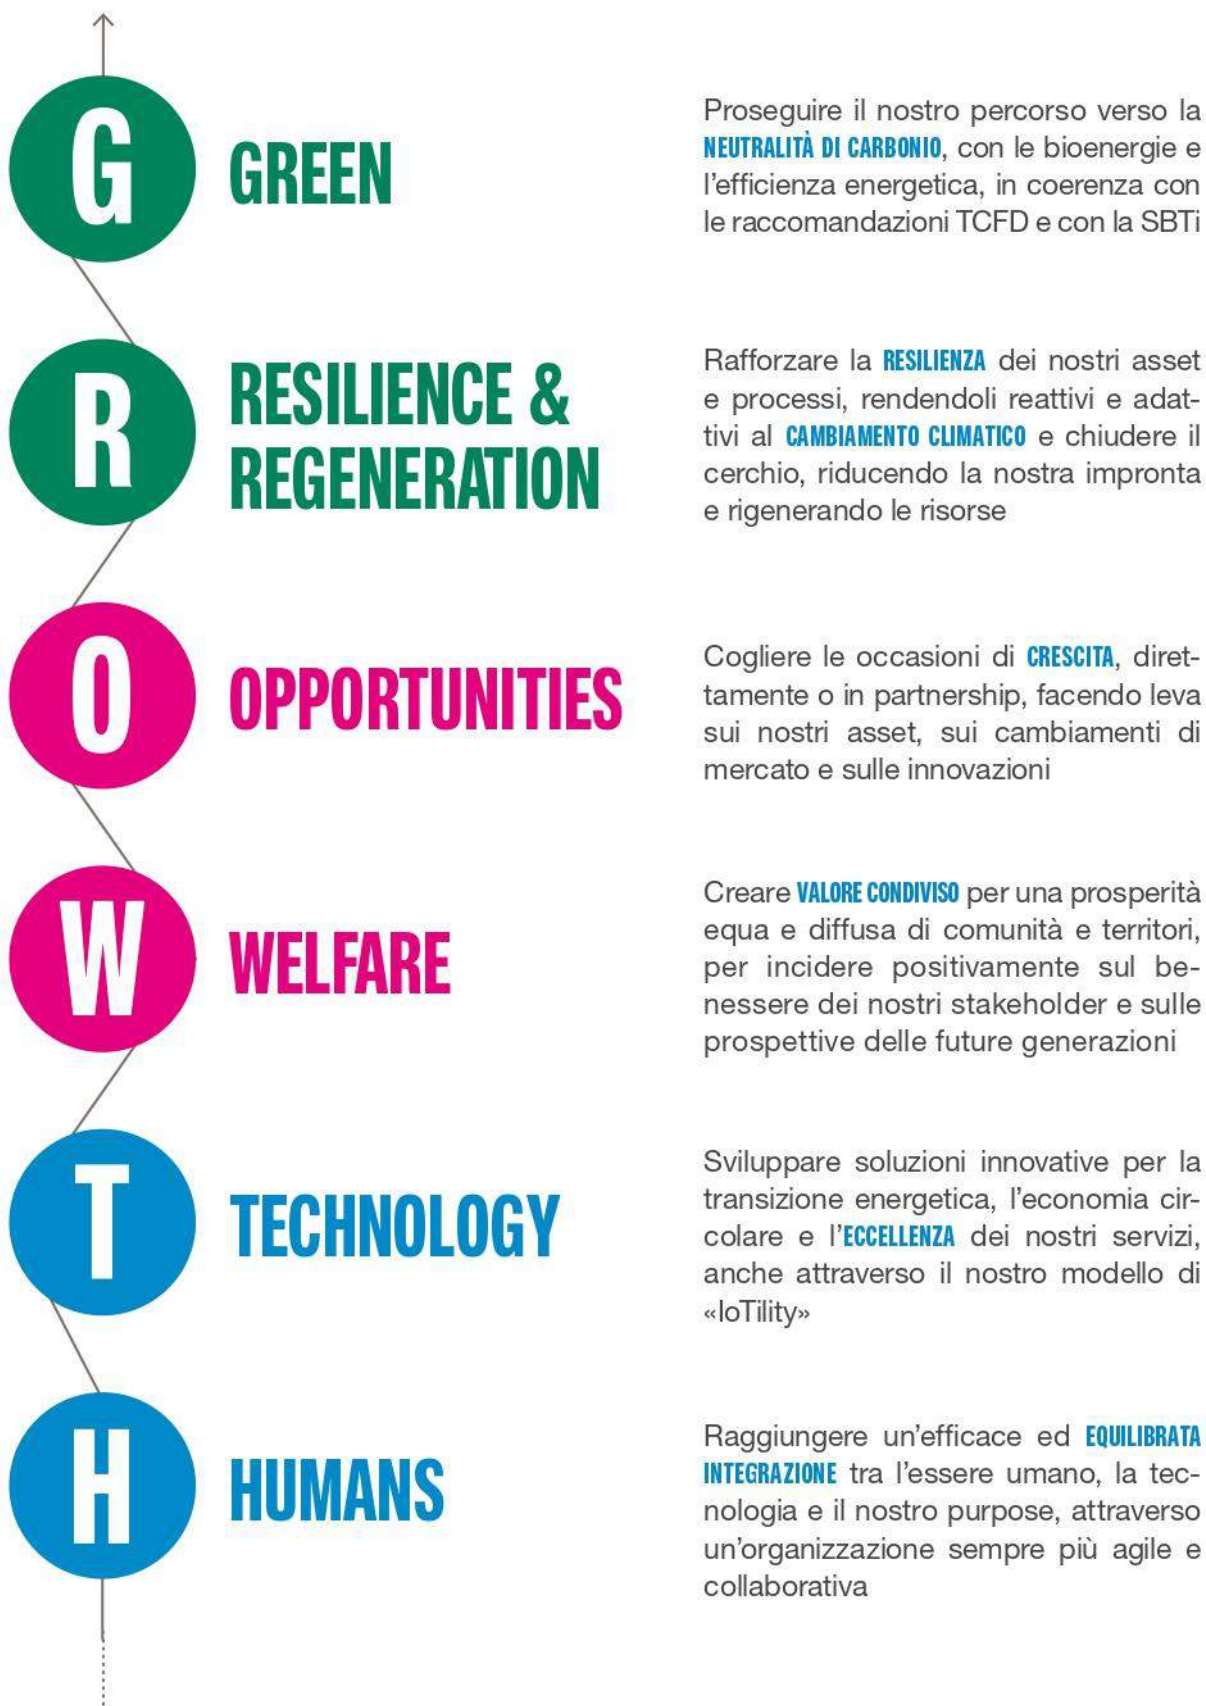 G
GREEN
Proseguire il nostro percorso verso la
NEUTRALITÀ DI CARBONIO, con le bioenergie e
l’efficienza energetica, in coerenza con
le raccomandazioni TCFD e con la SBTi
R
RESILIENCE &
REGENERATION
Rafforzare la RESILIENZA dei nostri asset
e processi, rendendoli reattivi e adat-
tivi al CAMBIAMENTO CLIMATICO e chiudere il
cerchio, riducendo la nostra impronta
e rigenerando le risorse
O
OPPORTUNITIES
Cogliere le occasioni di CRESCITA, diret-
tamente o in partnership, facendo leva
sui nostri asset, sui cambiamenti di
mercato e sulle innovazioni
W
WELFARE
Creare VALORE CONDIVISO per una prosperità
equa e diffusa di comunità e territori,
per incidere positivamente sul be-
nessere dei nostri stakeholder e sulle
prospettive delle future generazioni
T
TECHNOLOGY
Sviluppare soluzioni innovative per la
transizione energetica, l’economia cir-
colare e l’ECCELLENZA dei nostri servizi,
anche attraverso il nostro modello di
«IoTility»
H
HUMANS
Raggiungere un’efficace ed EQUILIBRATA
INTEGRAZIONE tra l’essere umano, la tec-
nologia e il nostro purpose, attraverso
un’organizzazione sempre più agile e
collaborativa